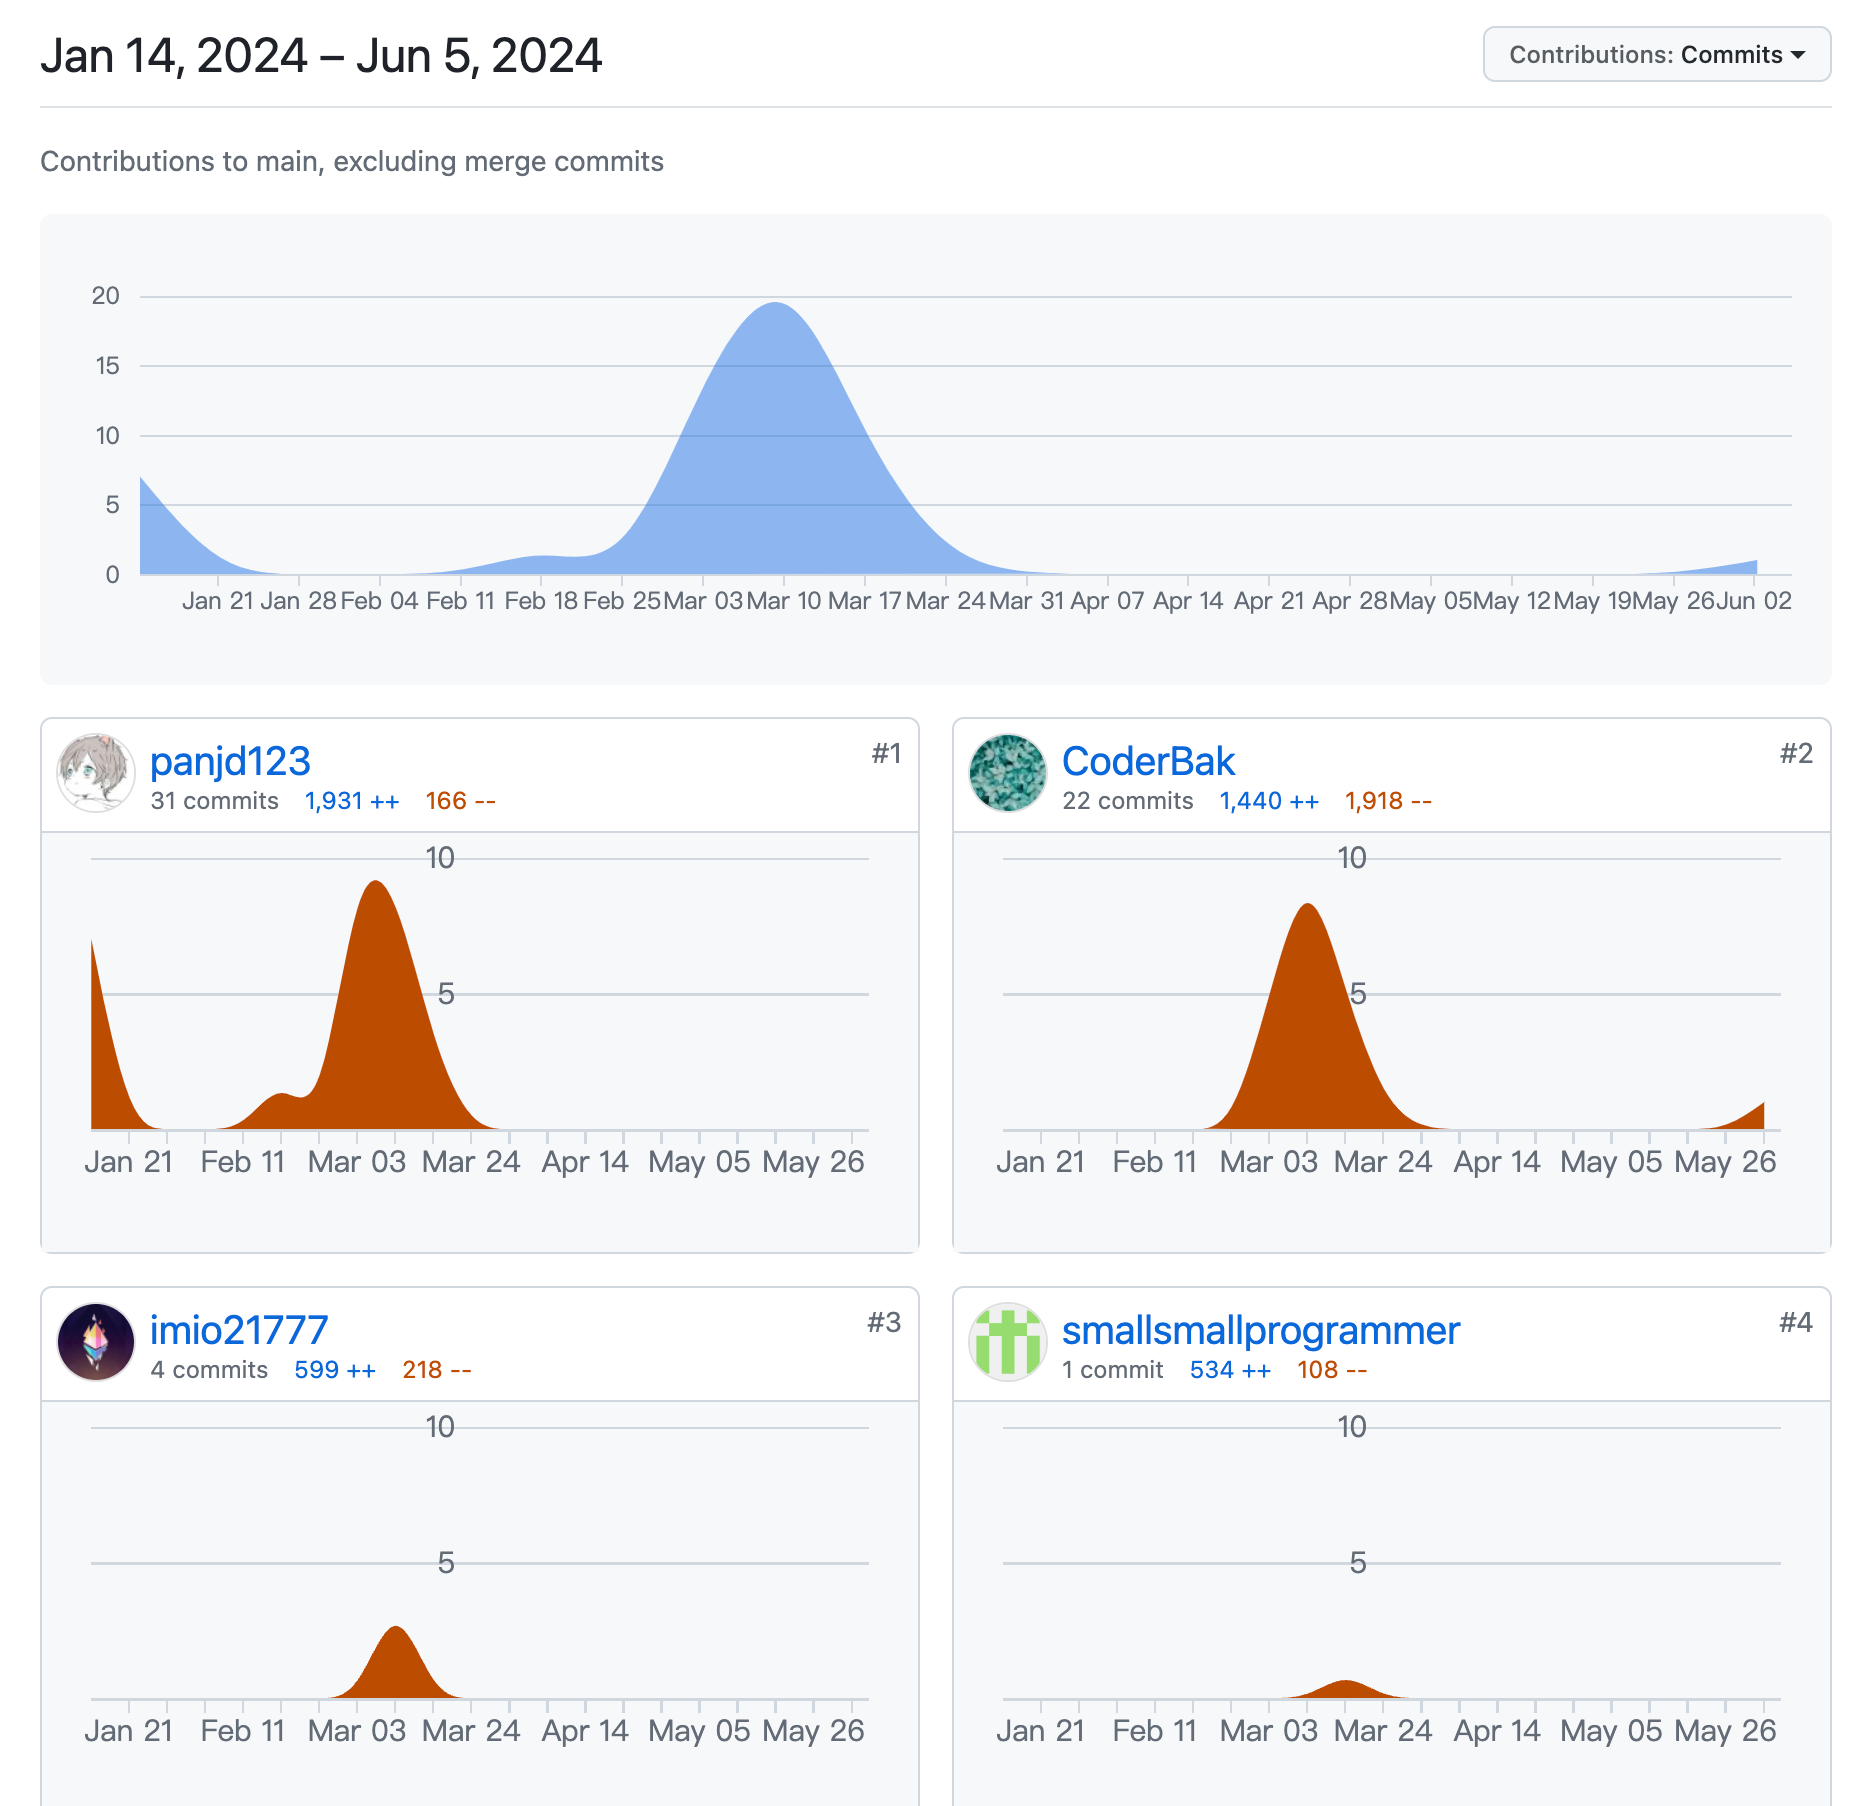 Jan 14, 2024 – Jun 5, 2024
Contributions: Commits
Contributions to main, excluding merge commits
20
15
10
5
0
Jan 21 Jan 28 Feb 04 Feb 11 Feb 18 Feb 25 Mar 03 Mar 10 Mar 17 Mar 24 Mar 31 Apr 07 Apr 14 Apr 21 Apr 28 May 05 May 12 May 19 May 26 Jun 02
panjd123
#1
31 commits 1,931 ++ 166 --
10
5
Jan 21 Feb 11 Mar 03 Mar 24 Apr 14 May 05 May 26
CoderBak
#2
22 commits 1,440 ++ 1,918 --
10
5
Jan 21 Feb 11 Mar 03 Mar 24 Apr 14 May 05 May 26
imio21777
#3
4 commits 599 ++ 218 --
10
5
Jan 21 Feb 11 Mar 03 Mar 24 Apr 14 May 05 May 26
smallsmallprogrammer
#4
1 commit 534 ++ 108 --
10
5
Jan 21 Feb 11 Mar 03 Mar 24 Apr 14 May 05 May 26